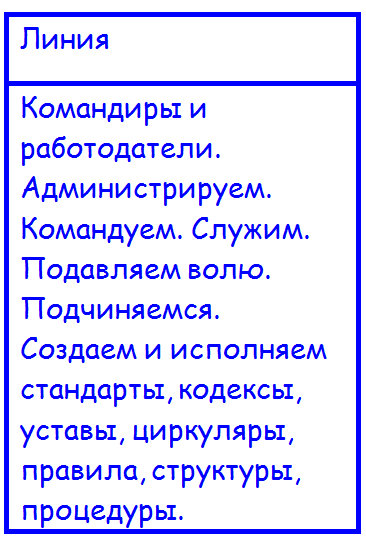 Линия
Командиры и
работодатели.
Администрируем.
Командуем. Служим.
Подавляем волю.
Подчиняемся.
Создаем и исполняем
стандарты, кодексы,
уставы, циркуляры,
правила, структуры,
процедуры.